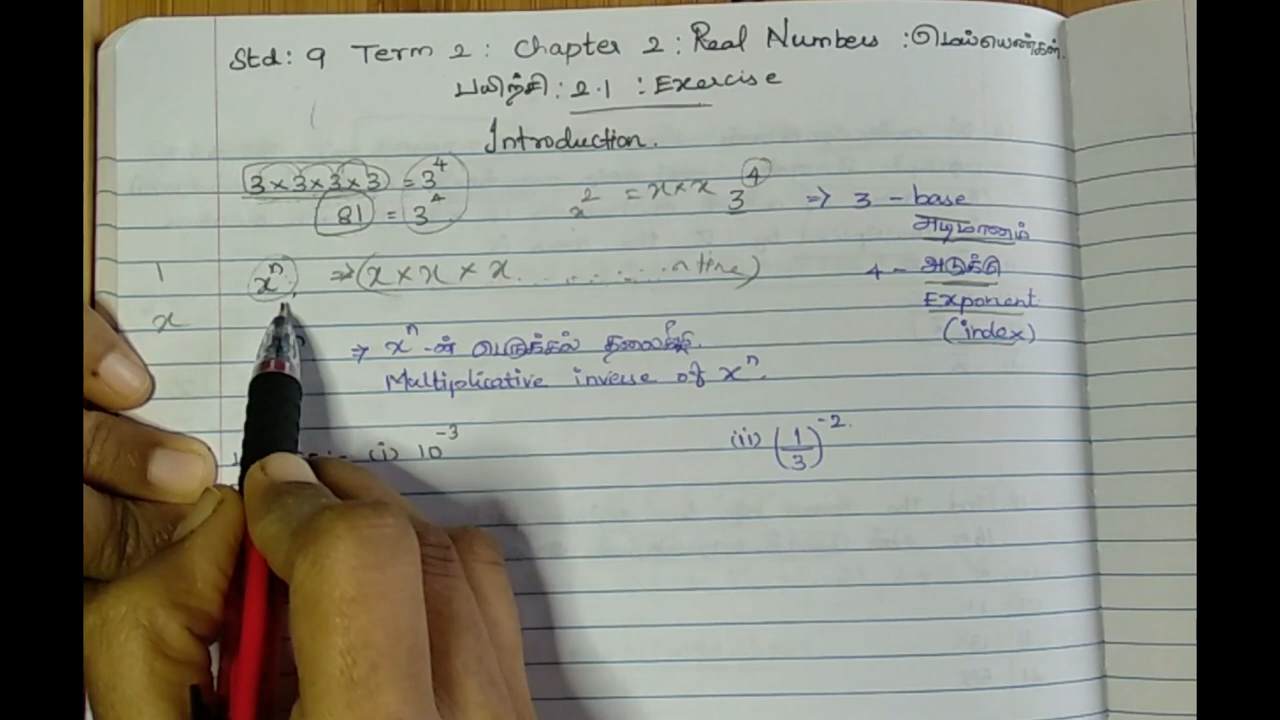 Std: 9 Term 2 : Chapter 2 : Real Numbers : மெய்யெண்கள்.
பயிற்சி : 2.1 : Exercise
Introduction.
3×3×3×3 = 3⁴
81 = 3⁴
x² = x × x 3⁴ ⇒ 3 – base
அடிமானம்
1 xⁿ ⇒ (x × x × x . . . . . . . . . n time) 4 – அடுக்கு
x Exponent
(index)
⇒ xⁿ -ன் பெருக்கல் தலைகீழ்.
Multiplicative inverse of xⁿ.
(i) 10⁻³ (ii) (1/3)⁻².